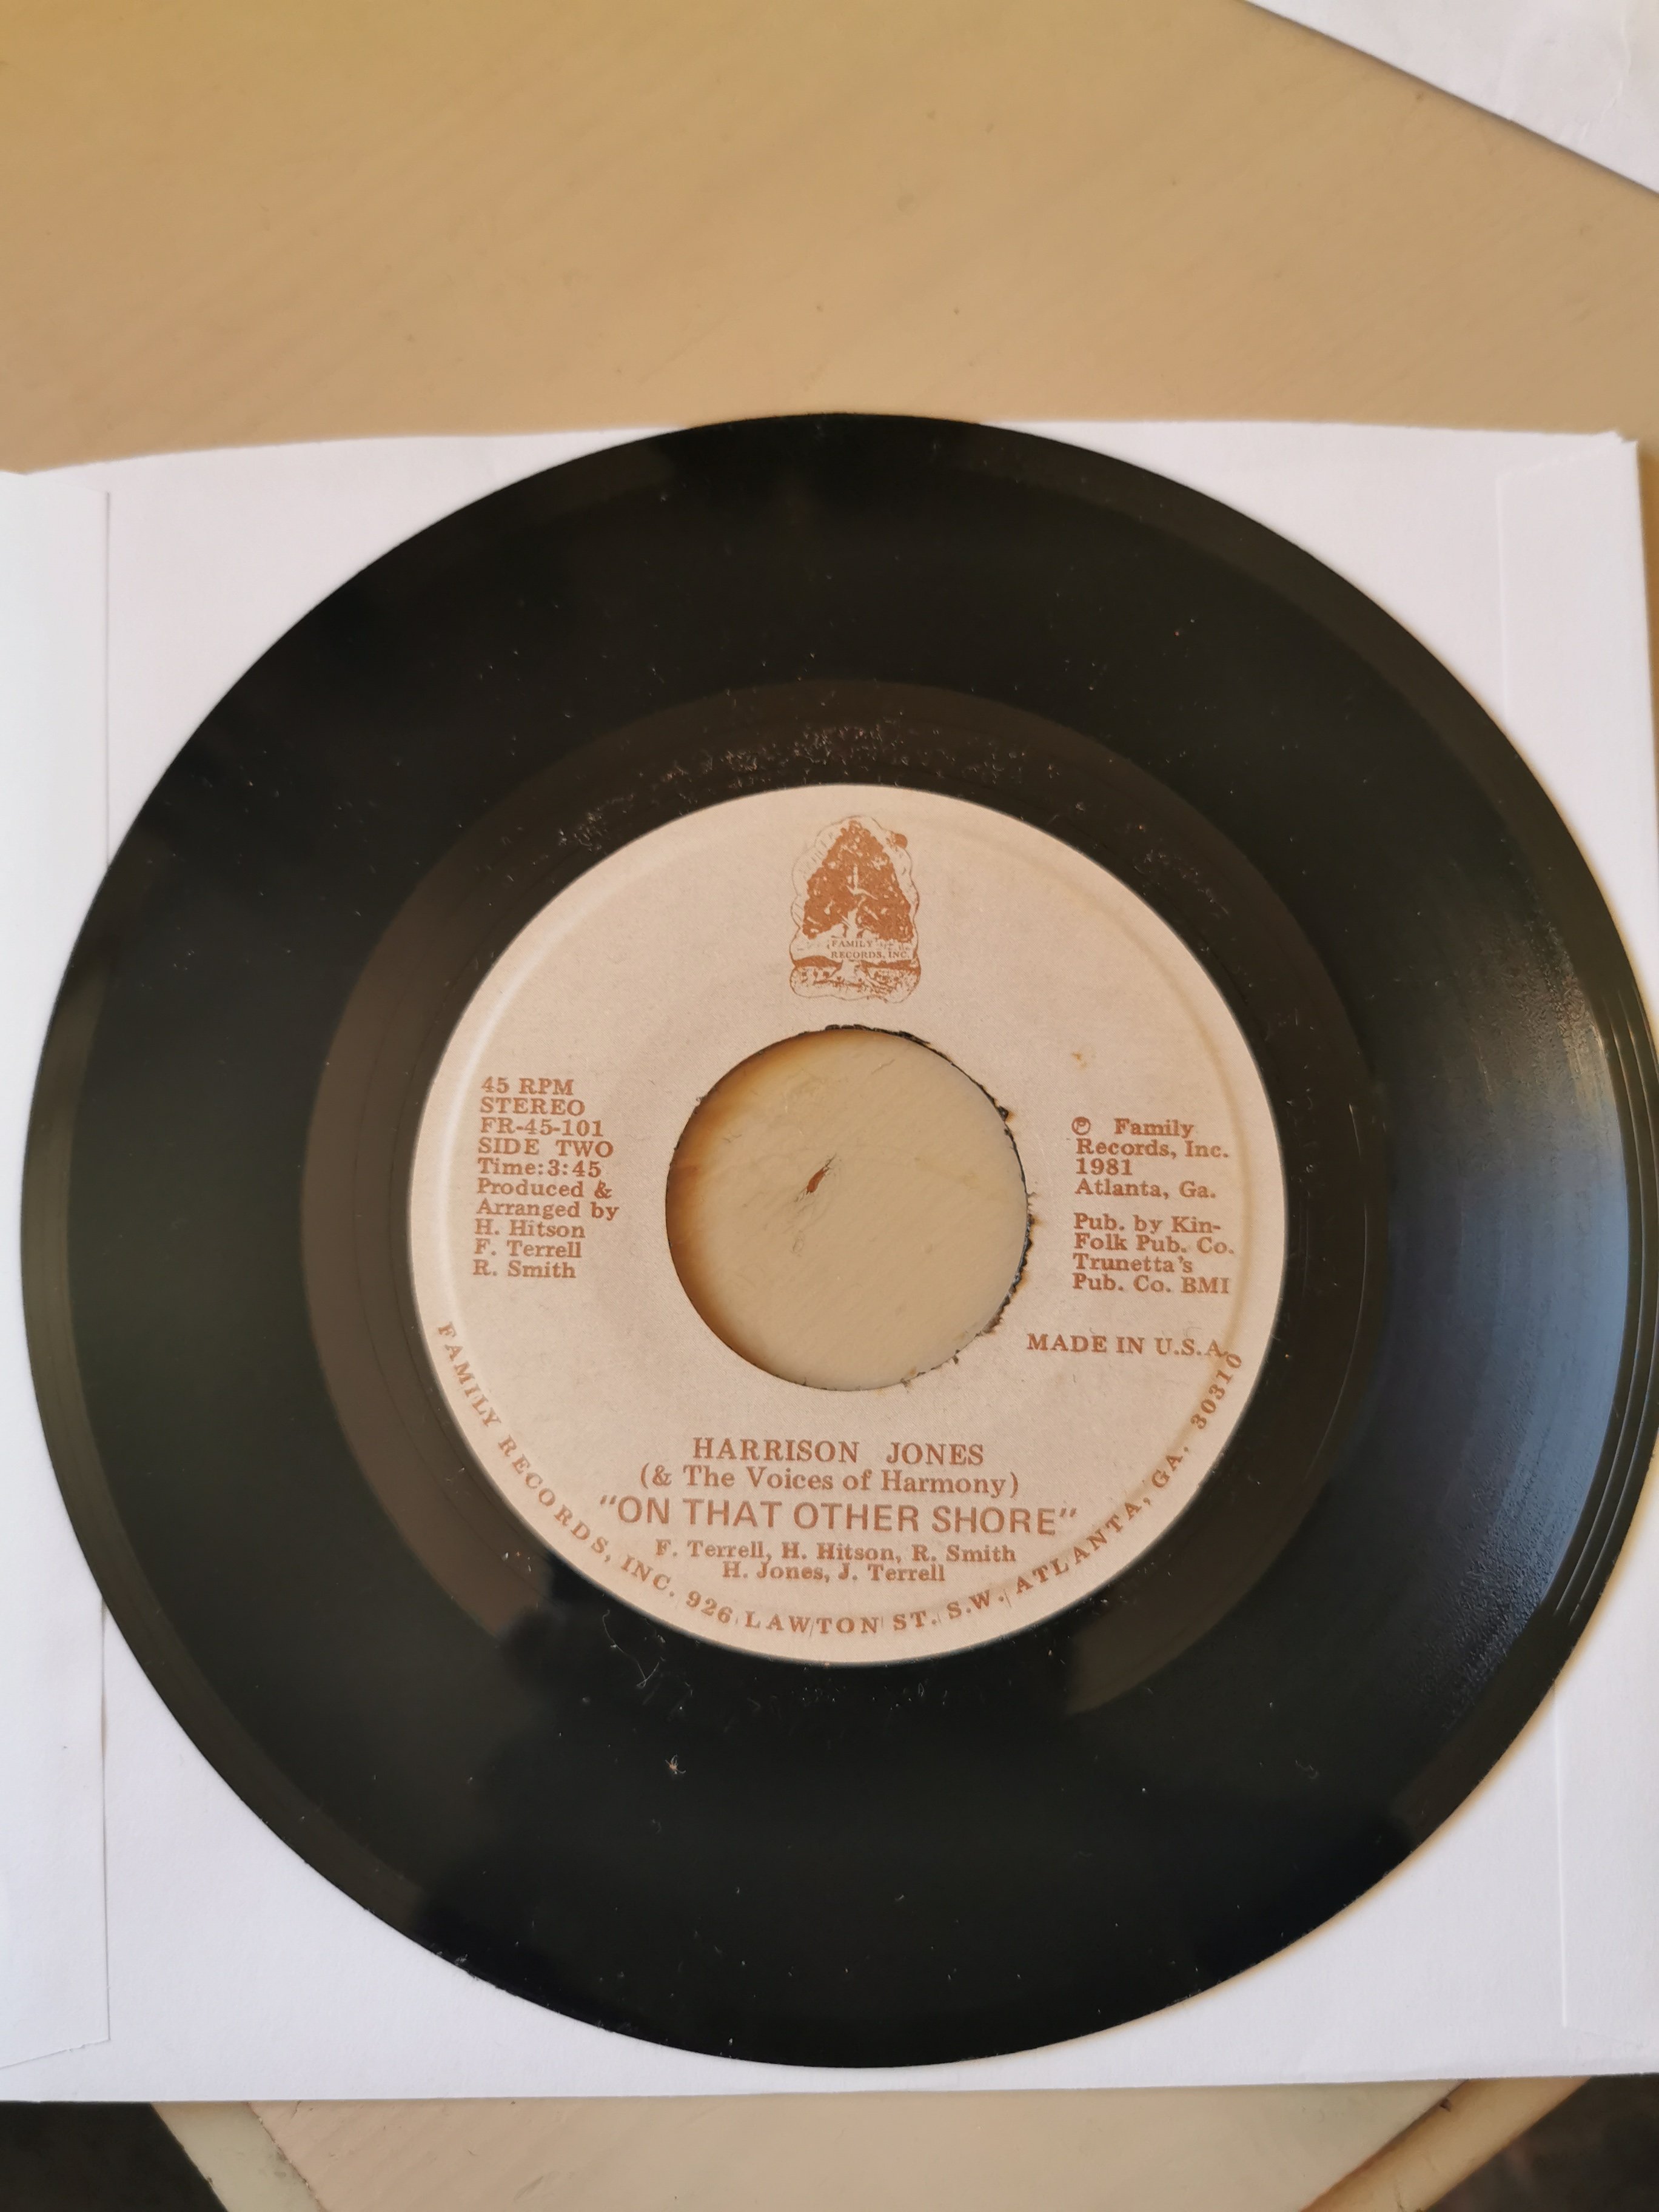 FAMILY
RECORDS, INC.
45 RPM
STEREO
FR-45-101
SIDE TWO
Time:3:45
Produced &
Arranged by
H. Hitson
F. Terrell
R. Smith
℗ Family
Records, Inc.
1981
Atlanta, Ga.
Pub. by Kin-
Folk Pub. Co.
Trunetta's
Pub. Co. BMI
MADE IN U.S.A.
HARRISON JONES
(& The Voices of Harmony)
"ON THAT OTHER SHORE"
F. Terrell, H. Hitson, R. Smith
H. Jones, J. Terrell
FAMILY RECORDS, INC. 926 LAWTON ST. S.W. ATLANTA, GA. 30310